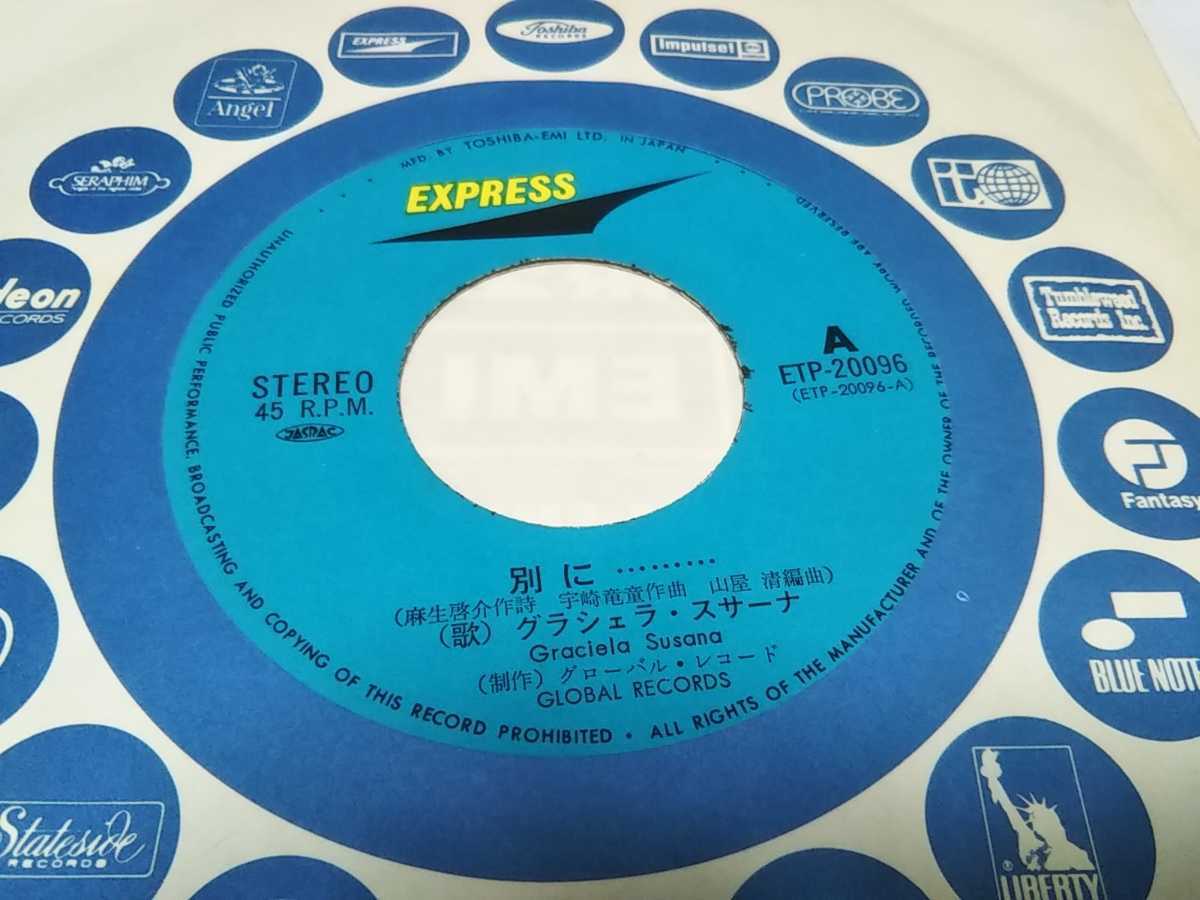 EXPRESS
Toshiba
RECORDS
Impulse!
PROBE
Angel
SERAPHIM
Odeon
RECORDS
it
Tumbleweed
Records Inc.
Fantasy
BLUE NOTE
LIBERTY
Stateside
RECORDS
MFD. BY TOSHIBA-EMI LTD. IN JAPAN
EXPRESS
STEREO
45 R.P.M.
JASRAC
A
ETP-20096
(ETP-20096-A)
EMI
別に………
(麻生啓介作詩 宇崎竜童作曲 山屋 清編曲)
(歌) グラシェラ・スサーナ
Graciela Susana
(制作) グローバル・レコード
GLOBAL RECORDS
UNAUTHORIZED PUBLIC PERFORMANCE, BROADCASTING AND COPYING OF THIS RECORD PROHIBITED • ALL RIGHTS OF THE MANUFACTURER AND OF THE OWNER OF THE RECORDED WORK ARE RESERVED